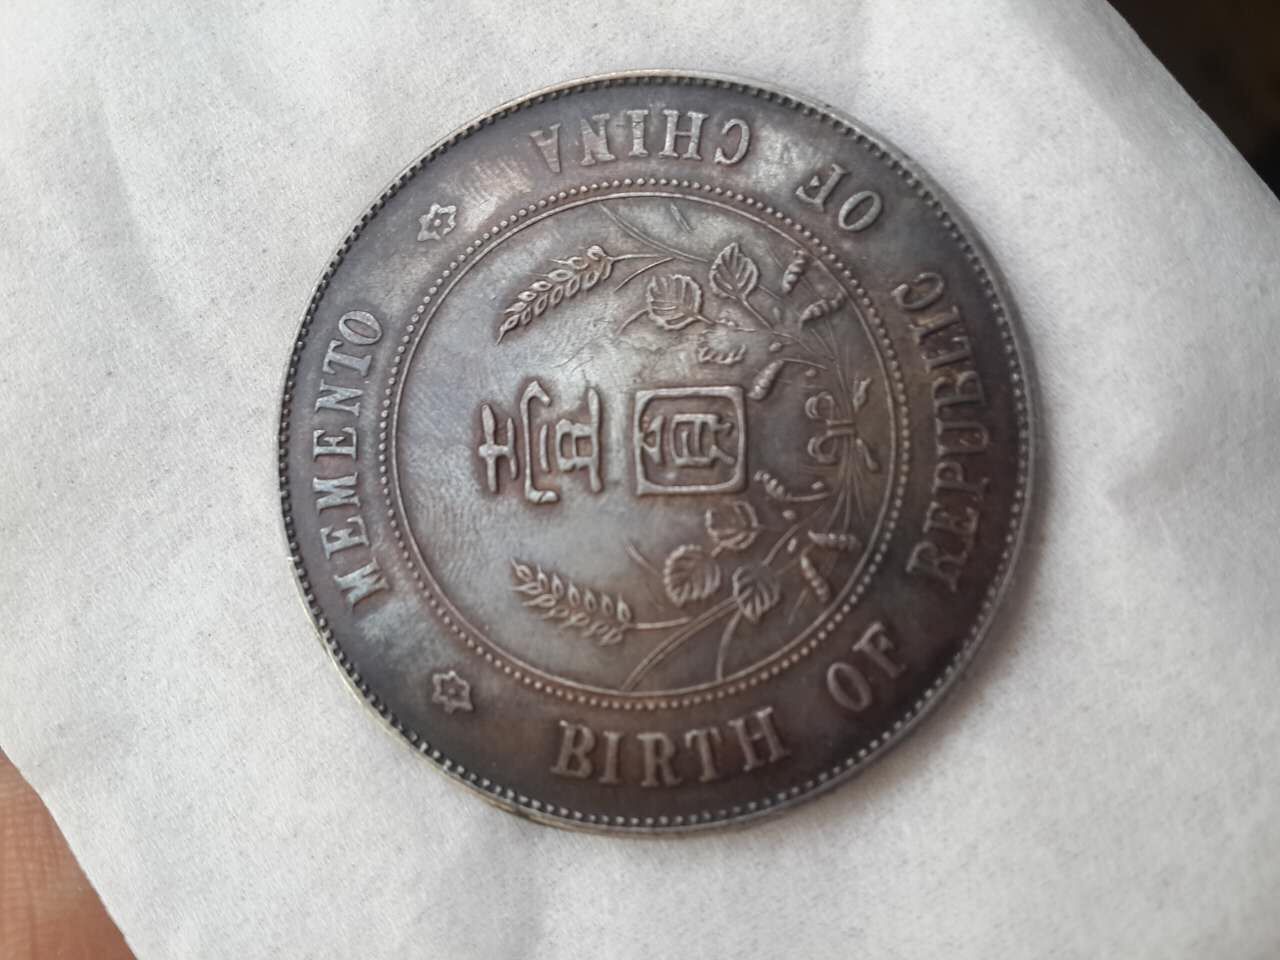 MEMENTO
壹
圓
BIRTH OF REPUBLIC OF CHINA